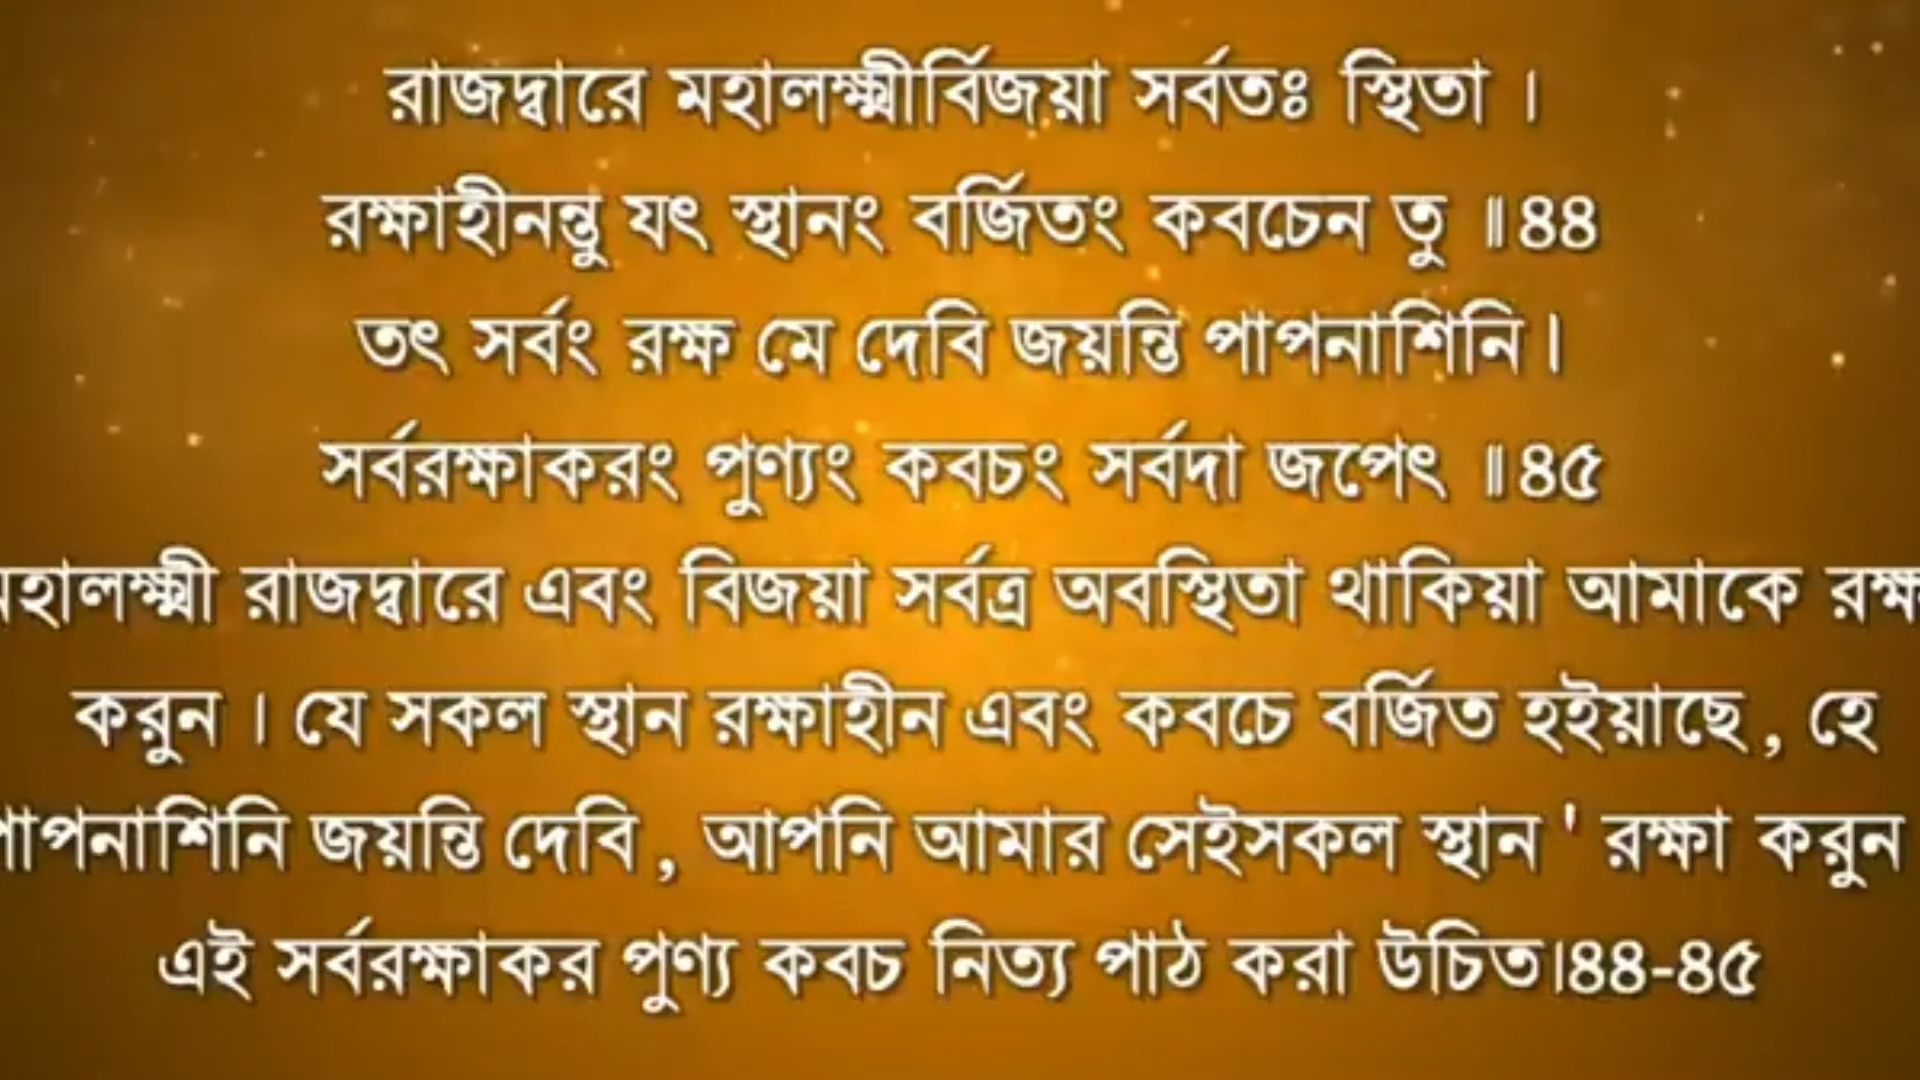 রাজদ্বারে মহালক্ষ্মীর্বিজয়া সর্বতঃ স্থিতা ।
রক্ষাহীনন্তু যৎ স্থানং বর্জিতং কবচেন তু ॥৪৪
তৎ সর্বং রক্ষ মে দেবি জয়ন্তি পাপনাশিনি।
সর্বরক্ষাকরং পুণ্যং কবচং সর্বদা জপেৎ ॥৪৫
মহালক্ষ্মী রাজদ্বারে এবং বিজয়া সর্বত্র অবস্থিতা থাকিয়া আমাকে রক্ষা
করুন । যে সকল স্থান রক্ষাহীন এবং কবচে বর্জিত হইয়াছে , হে
পাপনাশিনি জয়ন্তি দেবি , আপনি আমার সেইসকল স্থান ' রক্ষা করুন
এই সর্বরক্ষাকর পুণ্য কবচ নিত্য পাঠ করা উচিত।৪৪-৪৫